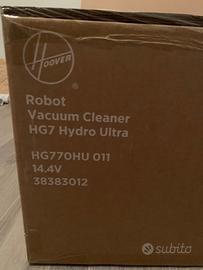 HOOVER
Robot
Vacuum Cleaner
HG7 Hydro Ultra
HG770HU 011
14.4V
38383012
subito